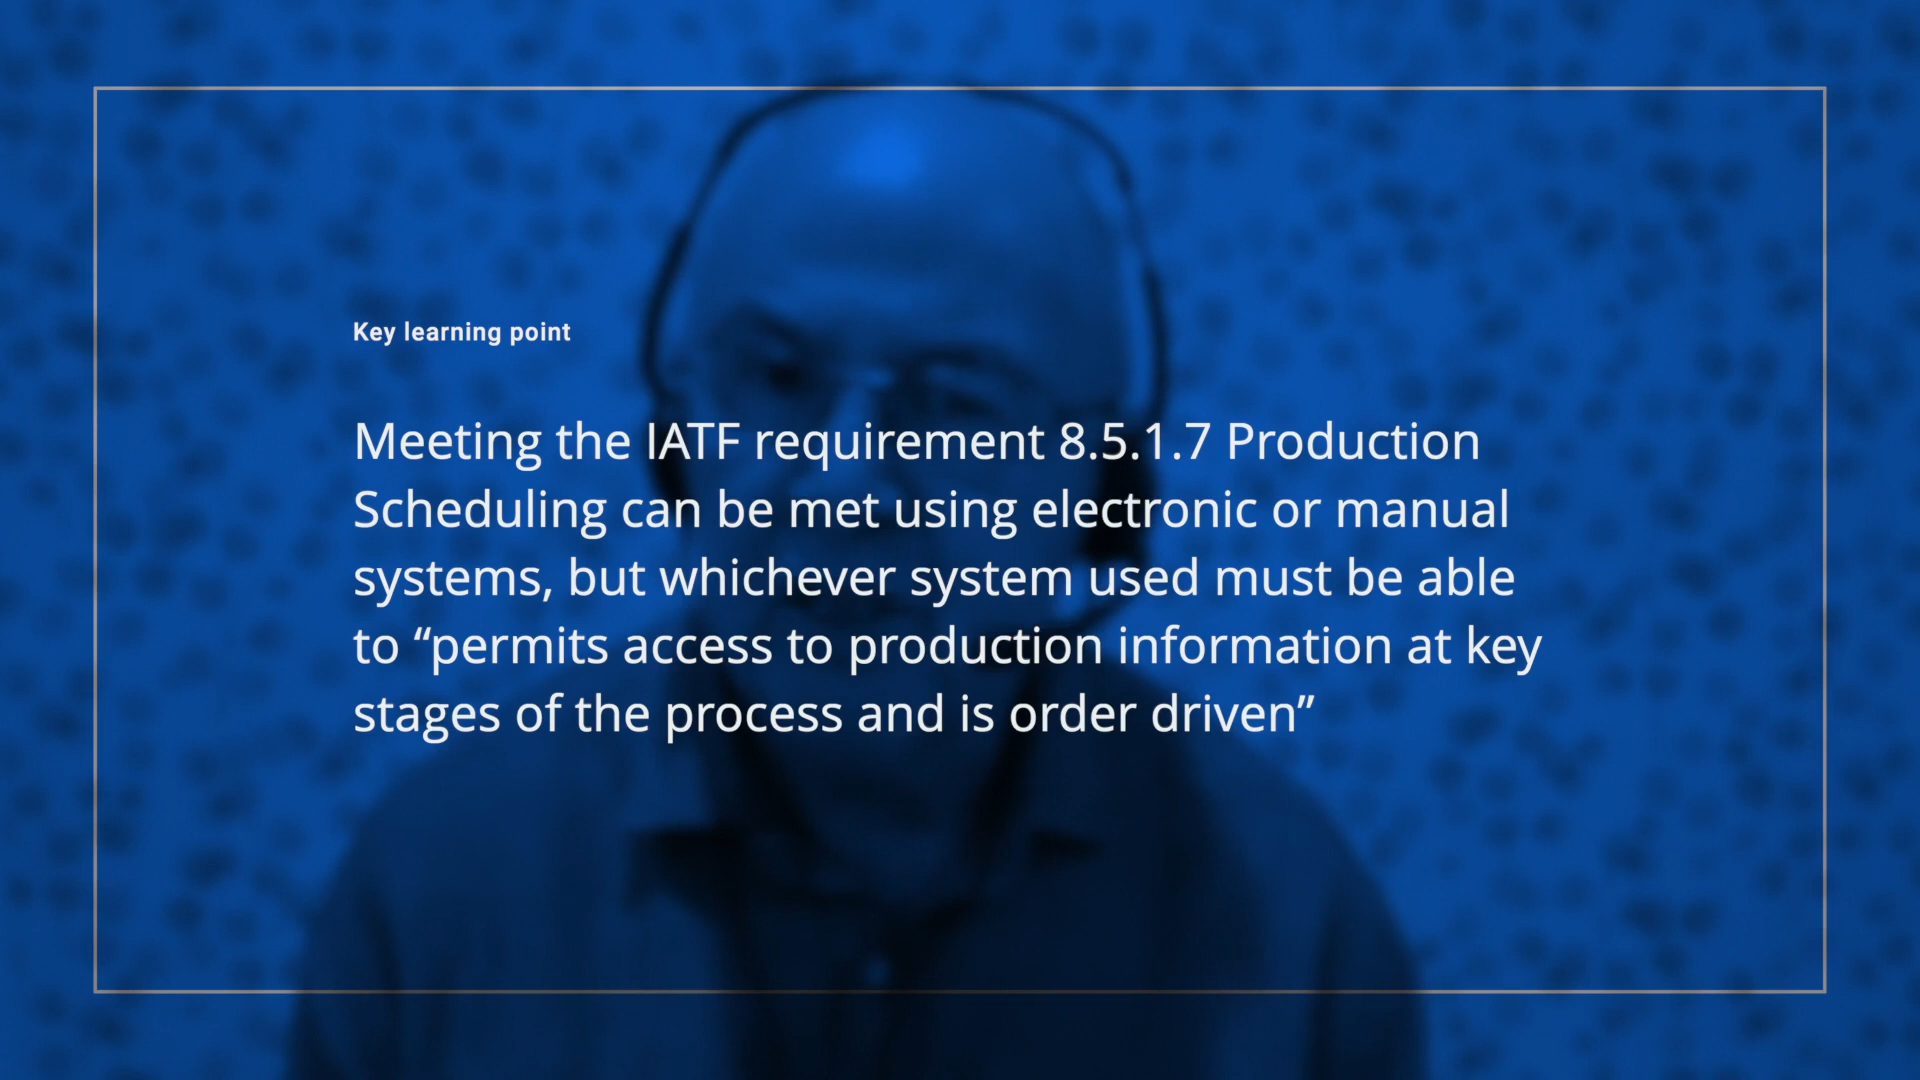 Key learning point
Meeting the IATF requirement 8.5.1.7 Production
Scheduling can be met using electronic or manual
systems, but whichever system used must be able
to “permits access to production information at key
stages of the process and is order driven”